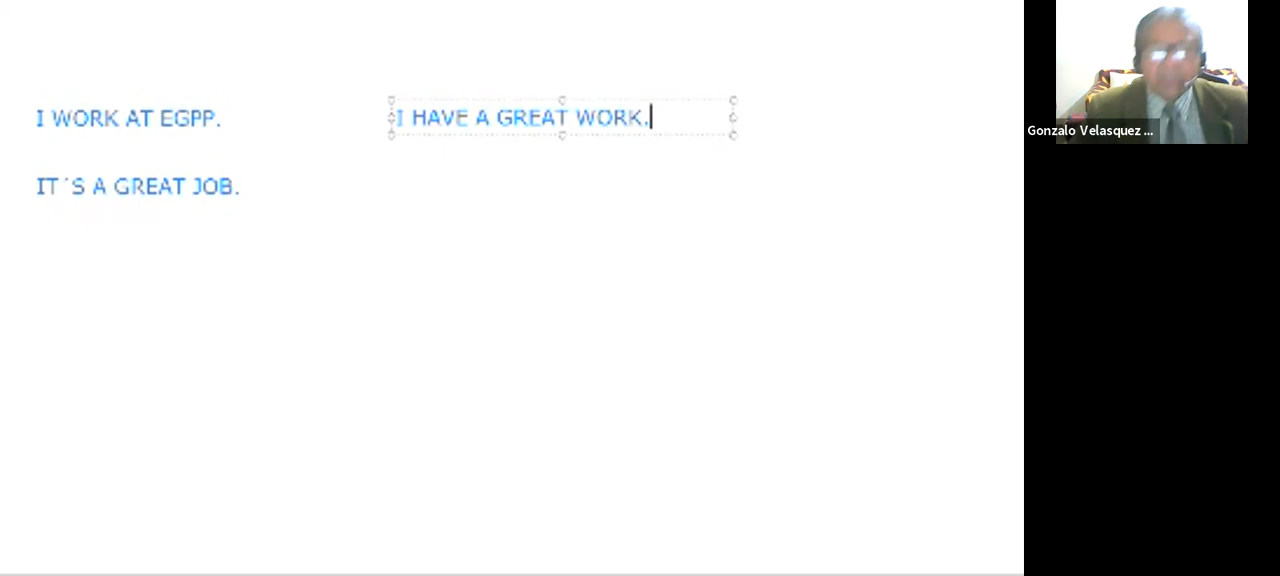 I WORK AT EGPP.
I HAVE A GREAT WORK.
IT ´S A GREAT JOB.
Gonzalo Velasquez ...